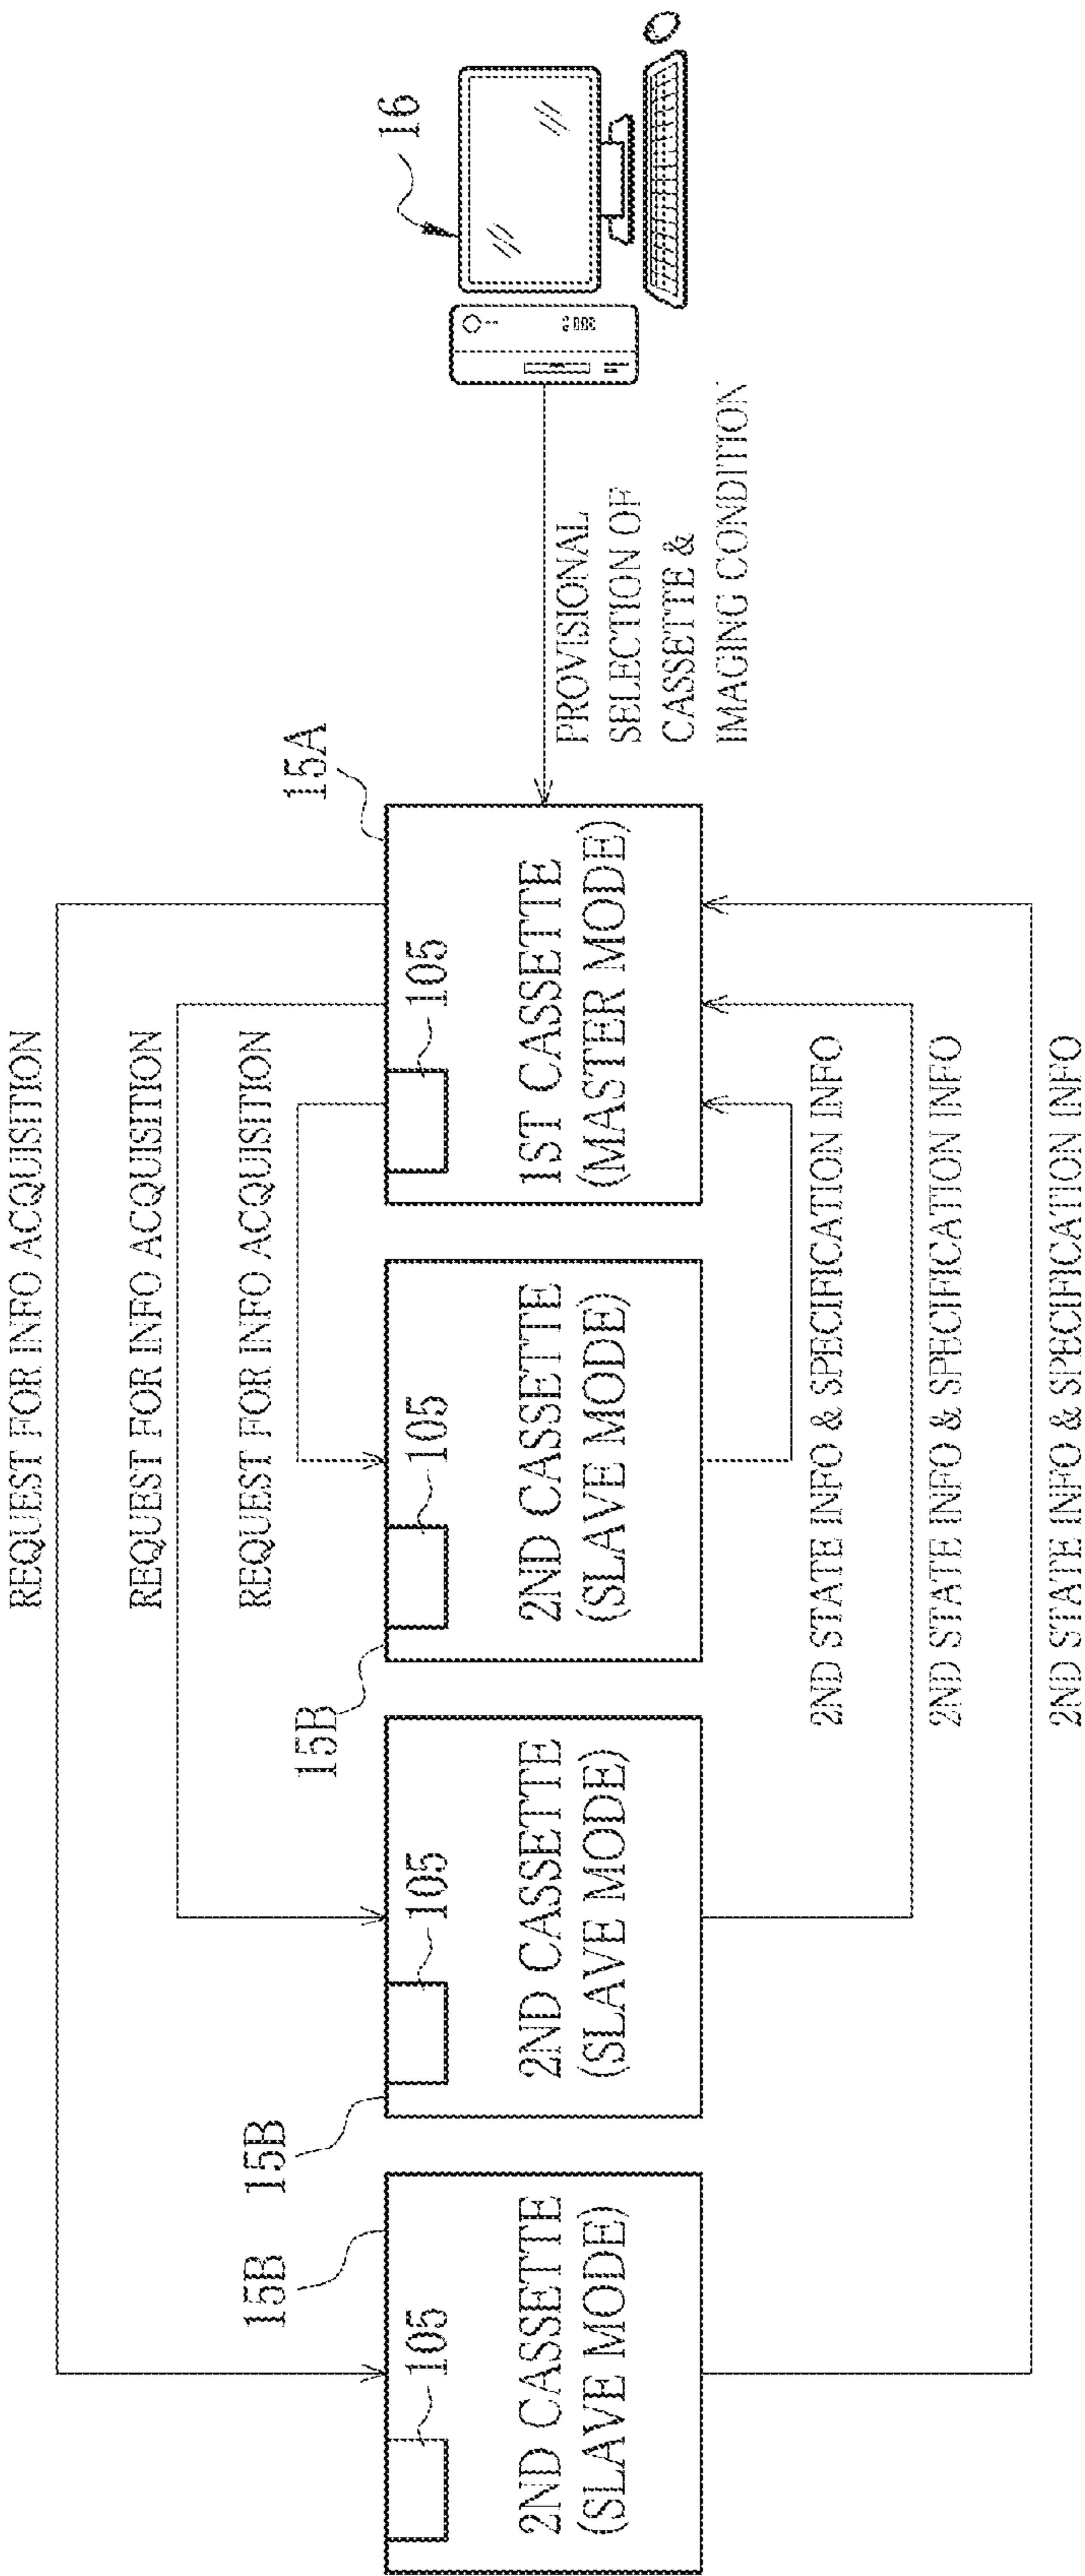 REQUEST FOR INFO ACQUISITION
REQUEST FOR INFO ACQUISITION
REQUEST FOR INFO ACQUISITION
15B
15B
15B
15A
16
105
105
105
105
2ND CASSETTE
(SLAVE MODE)
2ND CASSETTE
(SLAVE MODE)
2ND CASSETTE
(SLAVE MODE)
1ST CASSETTE
(MASTER MODE)
PROVISIONAL
SELECTION OF
CASSETTE &
IMAGING CONDITION
2ND STATE INFO & SPECIFICATION INFO
2ND STATE INFO & SPECIFICATION INFO
2ND STATE INFO & SPECIFICATION INFO